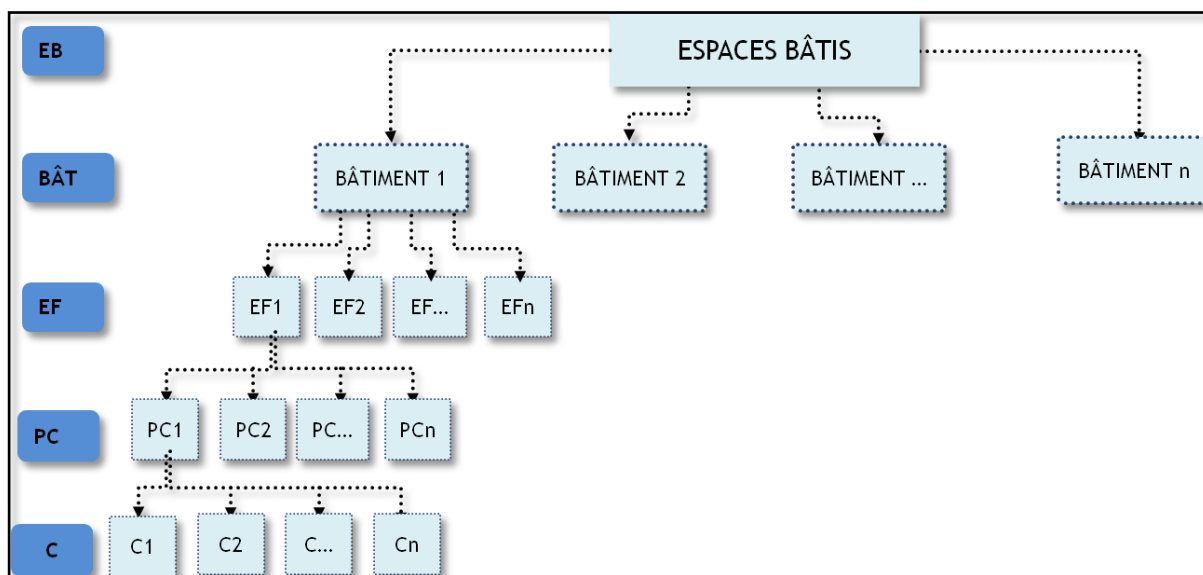 EB
ESPACES BÂTIS
BÂT
BÂTIMENT 1
BÂTIMENT 2
BÂTIMENT ...
BÂTIMENT n
EF
EF1
EF2
EF...
EFn
PC
PC1
PC2
PC...
PCn
C
C1
C2
C...
Cn